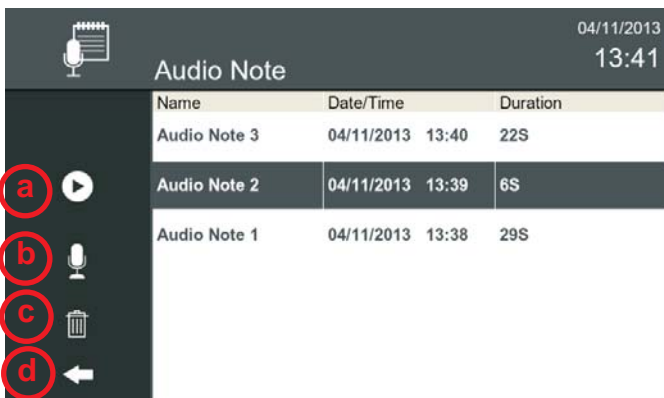 04/11/2013
13:41
Audio Note
Name Date/Time Duration
Audio Note 3 04/11/2013 13:40 22S
a
Audio Note 2 04/11/2013 13:39 6S
b
Audio Note 1 04/11/2013 13:38 29S
c
d